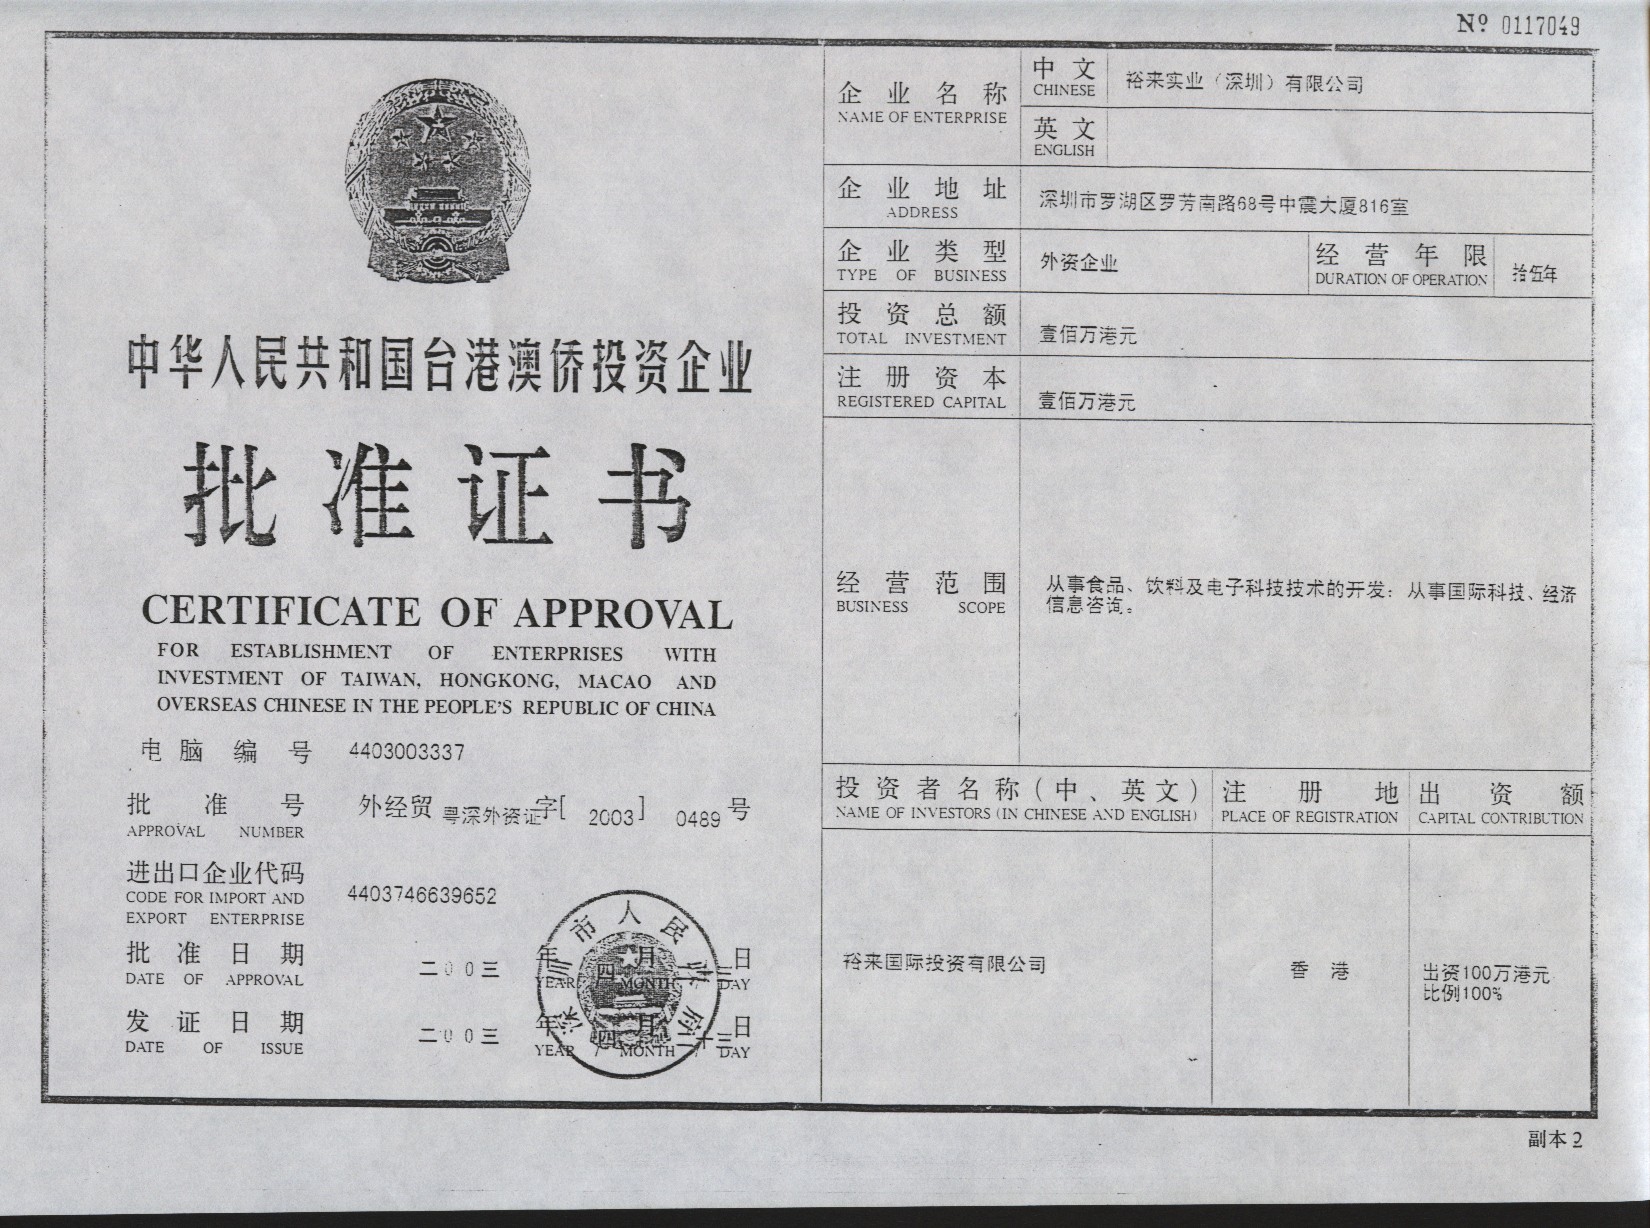 Nº 0117049
中华人民共和国台港澳侨投资企业
批准证书
CERTIFICATE OF APPROVAL
FOR ESTABLISHMENT OF ENTERPRISES WITH
INVESTMENT OF TAIWAN, HONGKONG, MACAO AND
OVERSEAS CHINESE IN THE PEOPLE'S REPUBLIC OF CHINA
电脑编号 4403003337
批准号 外经贸粤深外资证字[2003]0489号
APPROVAL NUMBER
进出口企业代码
CODE FOR IMPORT AND
EXPORT ENTERPRISE
4403746639652
批准日期 二00三 年 四 月 日
DATE OF APPROVAL YEAR MONTH DAY
发证日期 二00三 年 四 月 十三 日
DATE OF ISSUE YEAR MONTH DAY
深圳市人民政府
企业名称
NAME OF ENTERPRISE
中文
CHINESE
裕来实业（深圳）有限公司
英文
ENGLISH
企业地址
ADDRESS
深圳市罗湖区罗芳南路68号中震大厦816室
企业类型
TYPE OF BUSINESS
外资企业
经营年限
DURATION OF OPERATION
拾伍年
投资总额
TOTAL INVESTMENT
壹佰万港元
注册资本
REGISTERED CAPITAL
壹佰万港元
经营范围
BUSINESS SCOPE
从事食品、饮料及电子科技技术的开发；从事国际科技、经济
信息咨询。
投资者名称(中、英文)
NAME OF INVESTORS (IN CHINESE AND ENGLISH)
注册地
PLACE OF REGISTRATION
出资额
CAPITAL CONTRIBUTION
裕来国际投资有限公司
香港
出资100万港元
比例100%
副本2